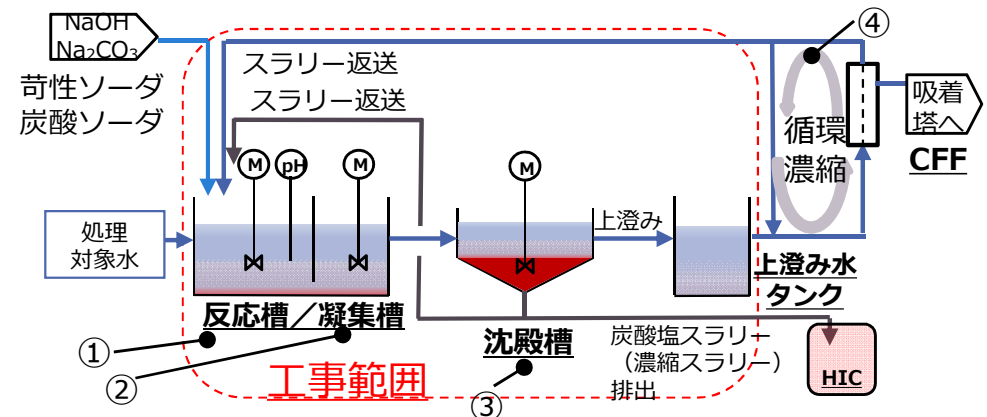 NaOH
Na₂CO₃
苛性ソーダ
炭酸ソーダ
スラリー返送
スラリー返送
④
循環
濃縮
吸着
塔へ
CFF
M
pH
M
M
処理
対象水
上澄み
上澄み水
タンク
反応槽／凝集槽
沈殿槽
炭酸塩スラリー
（濃縮スラリー）
排出
HIC
①
②
③
工事範囲